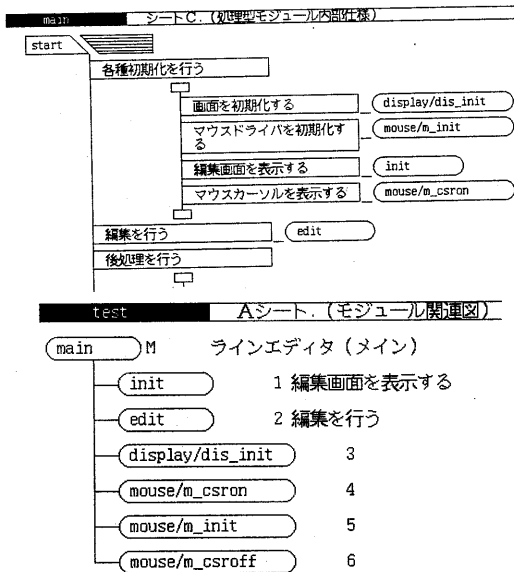 main シートC．(処理型モジュール内部仕様)
start
各種初期化を行う
画面を初期化する display/dis_init
マウスドライバを初期化す mouse/m_init
る
編集画面を表示する init
マウスカーソルを表示する mouse/m_csron
編集を行う edit
後処理を行う
test Aシート．(モジュール関連図)
main M ラインエディタ（メイン）
init 1 編集画面を表示する
edit 2 編集を行う
display/dis_init 3
mouse/m_csron 4
mouse/m_init 5
mouse/m_csroff 6